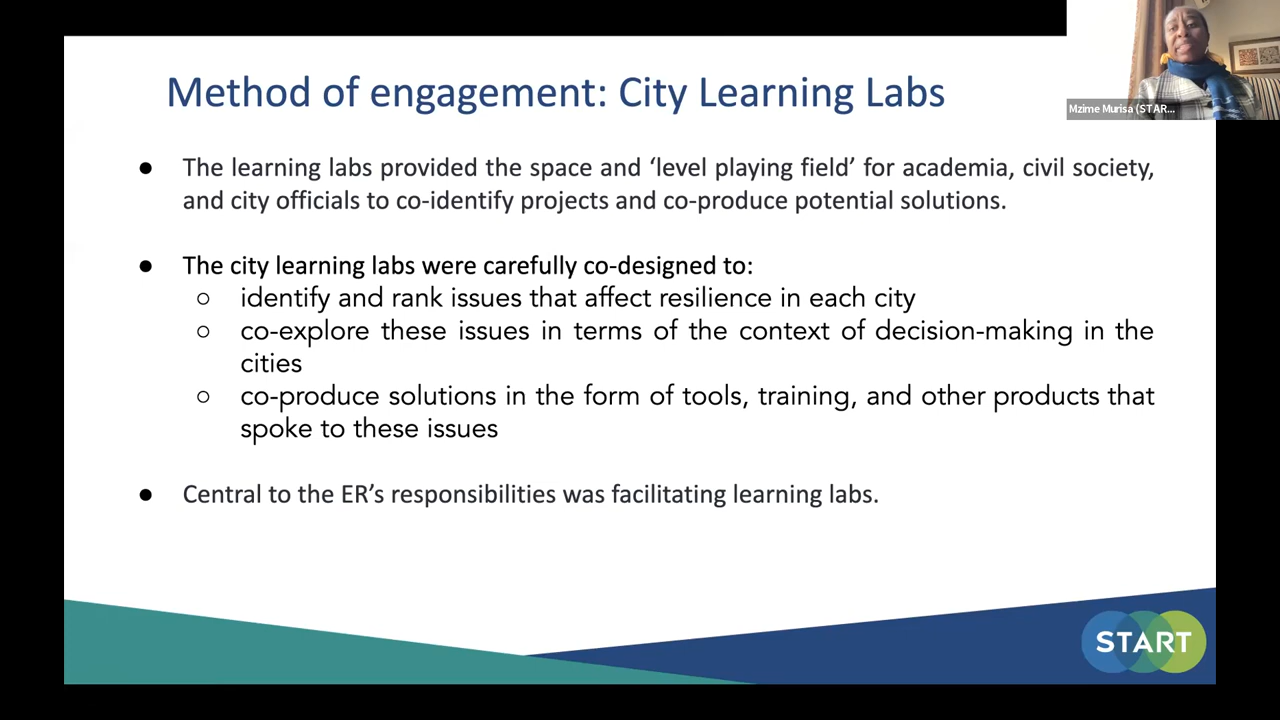 Method of engagement: City Learning Labs
Mzime Murisa (STAR...
● The learning labs provided the space and ‘level playing field’ for academia, civil society,
and city officials to co-identify projects and co-produce potential solutions.
● The city learning labs were carefully co-designed to:
○ identify and rank issues that affect resilience in each city
○ co-explore these issues in terms of the context of decision-making in the
cities
○ co-produce solutions in the form of tools, training, and other products that
spoke to these issues
● Central to the ER’s responsibilities was facilitating learning labs.
START